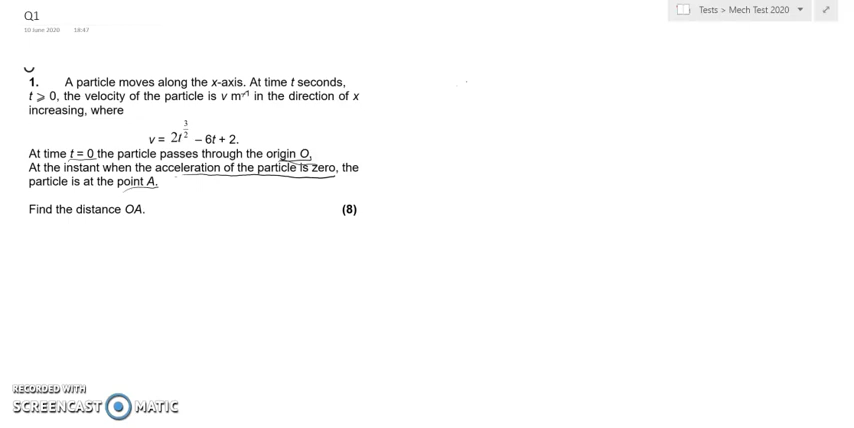 Q1
10 June 2020 18:47
Tests > Mech Test 2020
1. A particle moves along the x-axis. At time t seconds,
t ⩾ 0, the velocity of the particle is v m⁻¹ in the direction of x
increasing, where
v = 2t^(3/2) – 6t + 2.
At time t = 0 the particle passes through the origin O,
At the instant when the acceleration of the particle is zero, the
particle is at the point A.
Find the distance OA. (8)
RECORDED WITH
SCREENCAST MATIC